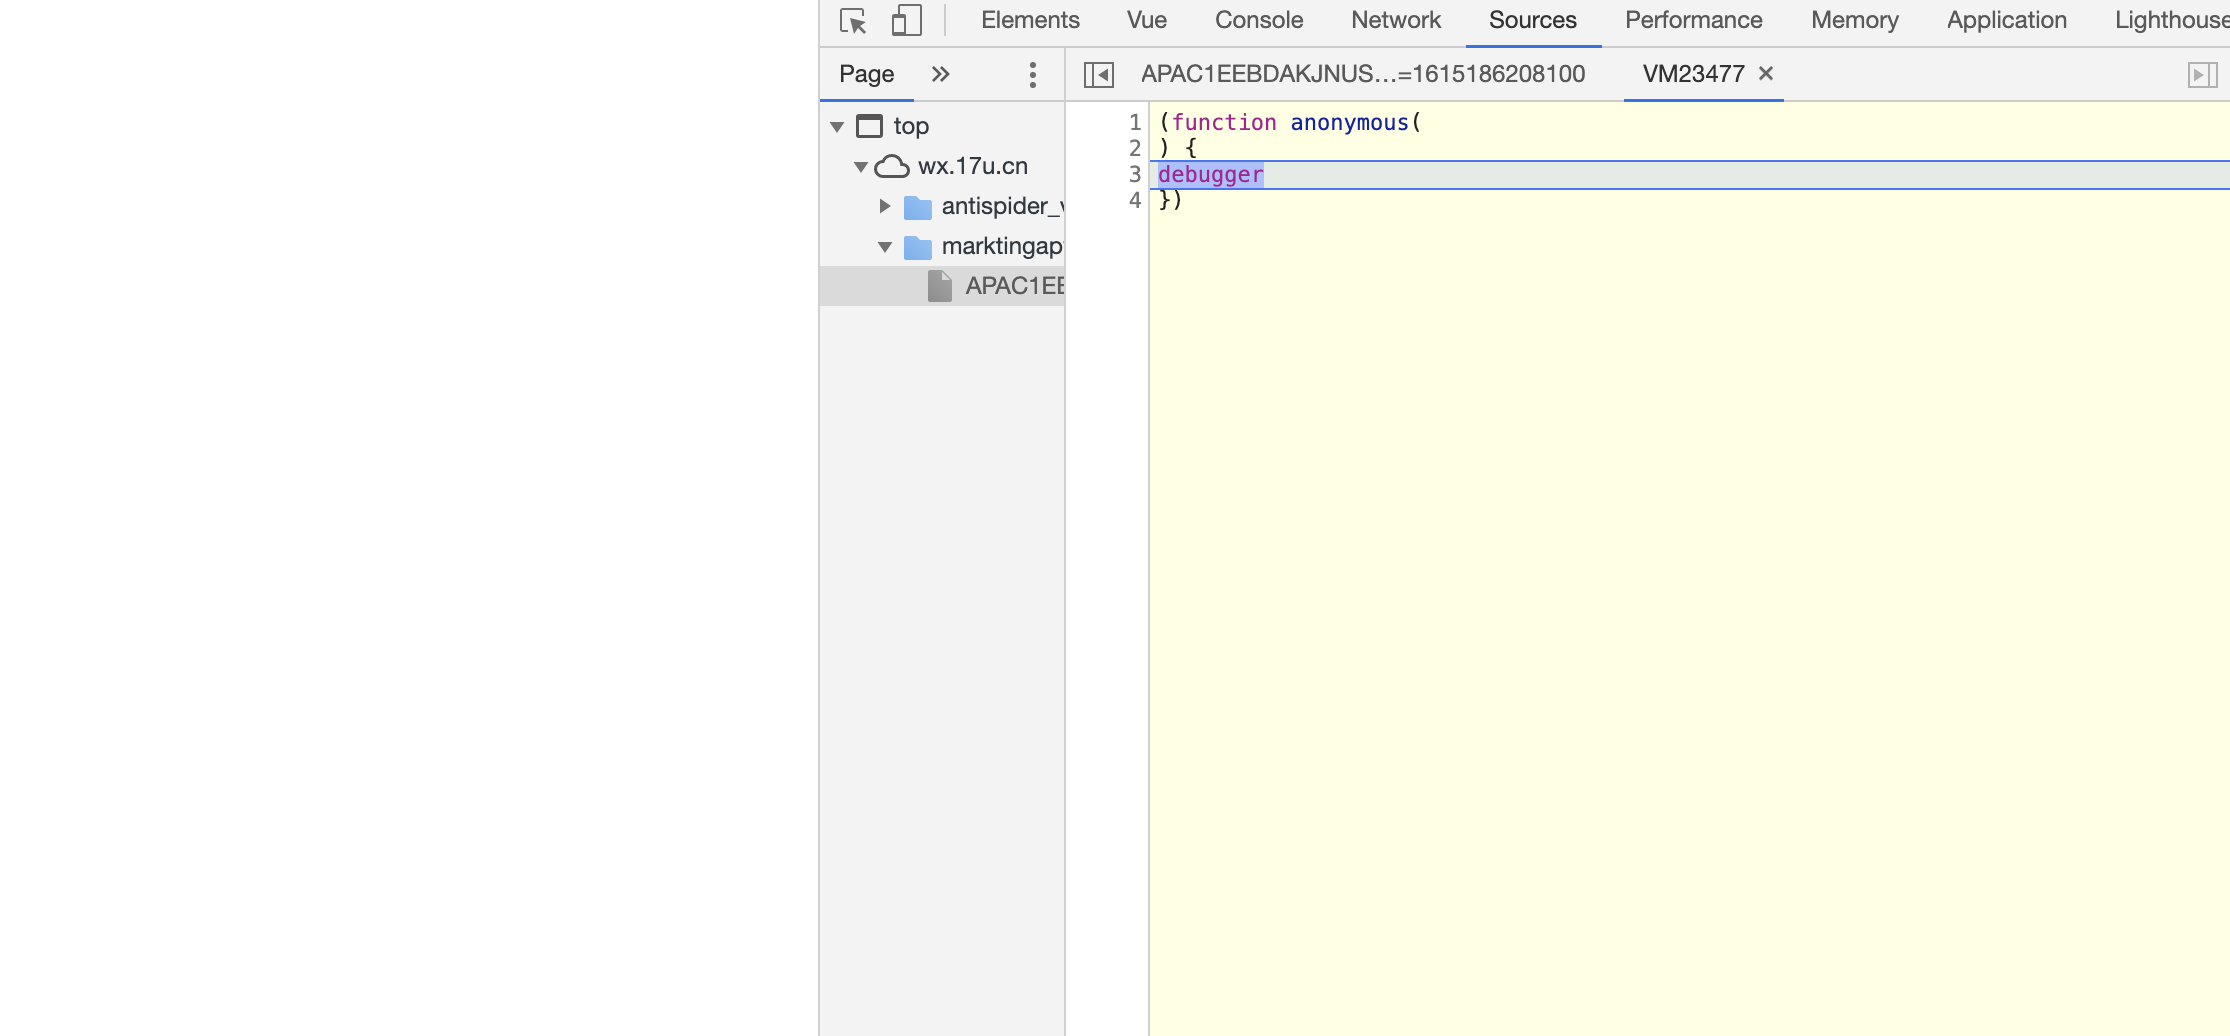 Elements Vue Console Network Sources Performance Memory Application Lighthouse
Page
APAC1EEBDAKJNUS...=1615186208100 VM23477 ×
top
wx.17u.cn
antispider_
marktingap
APAC1EE
1 (function anonymous(
2 ) {
3 debugger
4 })